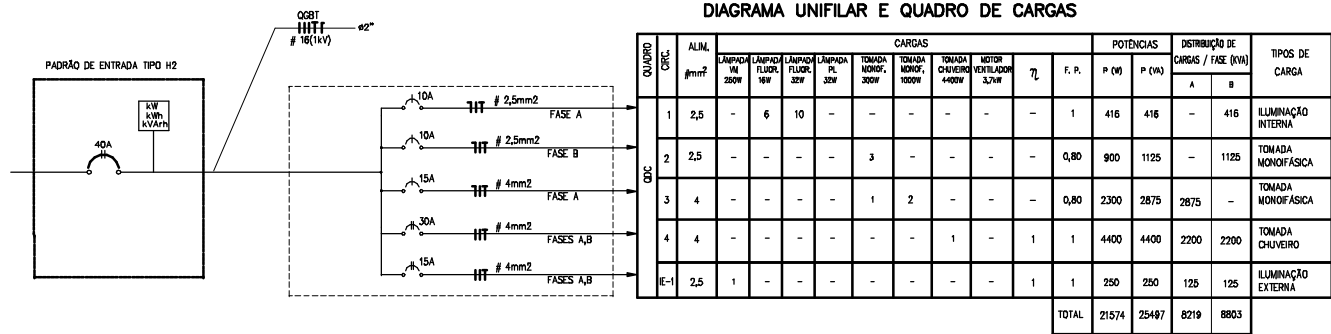 DIAGRAMA UNIFILAR E QUADRO DE CARGAS
QGBT
# 16(1kV)
ø2"
PADRÃO DE ENTRADA TIPO H2
kW
kWh
kVArh
40A
10A
# 2,5mm2
FASE A
10A
# 2,5mm2
FASE B
15A
# 4mm2
FASE A
30A
# 4mm2
FASES A,B
15A
# 4mm2
FASES A,B
QUADRO CIRC. ALIM. #mm² CARGAS POTÊNCIAS DISTRIBUIÇÃO DE CARGAS / FASE (KVA) TIPOS DE CARGA
LÂMPADA VM 250W LÂMPADA FLUOR. 16W LÂMPADA FLUOR. 32W LÂMPADA PL 32W TOMADA MONOF. 300W TOMADA MONOF. 1000W TOMADA CHUVEIRO 4400W MOTOR VENTILADOR 3,7kW η F. P. P (W) P (VA) A B
QDC
1 2,5 - 6 10 - - - - - - 1 416 416 - 416 ILUMINAÇÃO INTERNA
2 2,5 - - - - 3 - - - - 0,80 900 1125 - 1125 TOMADA MONOIFÁSICA
3 4 - - - - 1 2 - - - 0,80 2300 2875 2875 - TOMADA MONOIFÁSICA
4 4 - - - - - - 1 - 1 1 4400 4400 2200 2200 TOMADA CHUVEIRO
IE-1 2,5 1 - - - - - - - 1 1 250 250 125 125 ILUMINAÇÃO EXTERNA
TOTAL 21574 25497 8219 8803